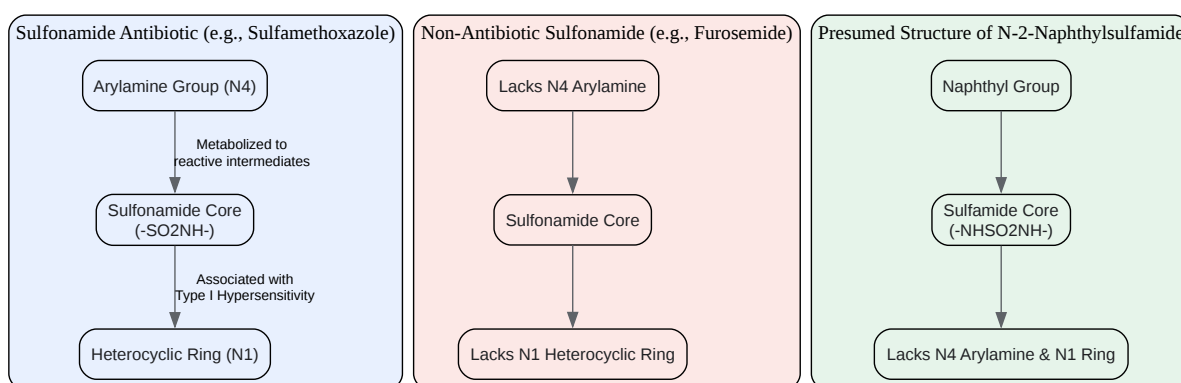 Sulfonamide Antibiotic (e.g., Sulfamethoxazole)
Arylamine Group (N4)
Metabolized to
reactive intermediates
Sulfonamide Core
(-SO2NH-)
Associated with
Type I Hypersensitivity
Heterocyclic Ring (N1)
Non-Antibiotic Sulfonamide (e.g., Furosemide)
Lacks N4 Arylamine
Sulfonamide Core
Lacks N1 Heterocyclic Ring
Presumed Structure of N-2-Naphthylsulfamide
Naphthyl Group
Sulfamide Core
(-NHSO2NH-)
Lacks N4 Arylamine & N1 Ring